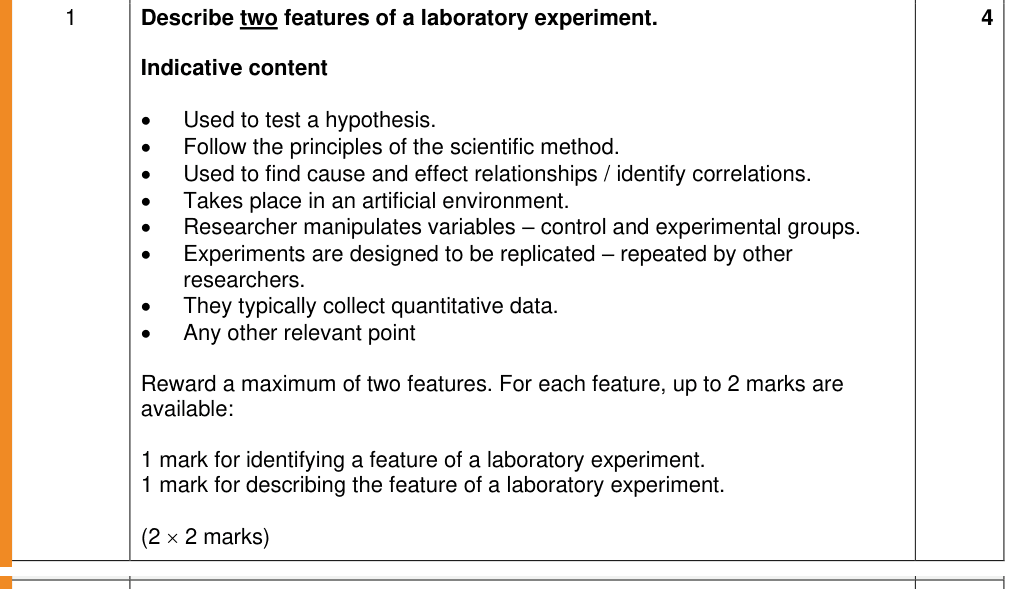 1 Describe two features of a laboratory experiment. 4
Indicative content
• Used to test a hypothesis.
• Follow the principles of the scientific method.
• Used to find cause and effect relationships / identify correlations.
• Takes place in an artificial environment.
• Researcher manipulates variables – control and experimental groups.
• Experiments are designed to be replicated – repeated by other
researchers.
• They typically collect quantitative data.
• Any other relevant point
Reward a maximum of two features. For each feature, up to 2 marks are
available:
1 mark for identifying a feature of a laboratory experiment.
1 mark for describing the feature of a laboratory experiment.
(2 × 2 marks)